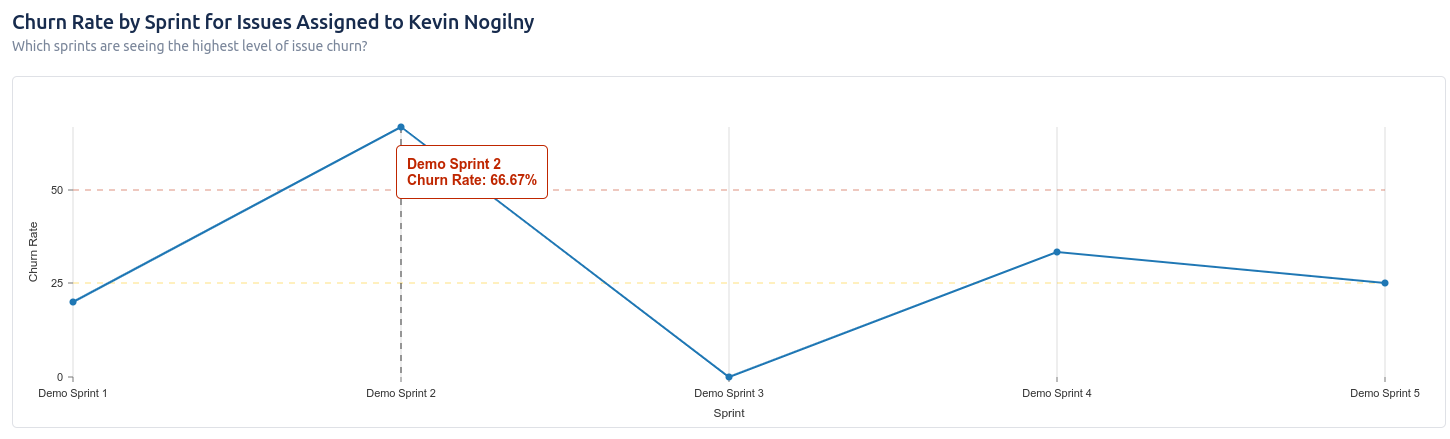 Churn Rate by Sprint for Issues Assigned to Kevin Nogilny
Which sprints are seeing the highest level of issue churn?
Demo Sprint 2
Churn Rate: 66.67%
50
Churn Rate
25
0
Demo Sprint 1
Demo Sprint 2
Demo Sprint 3
Demo Sprint 4
Demo Sprint 5
Sprint